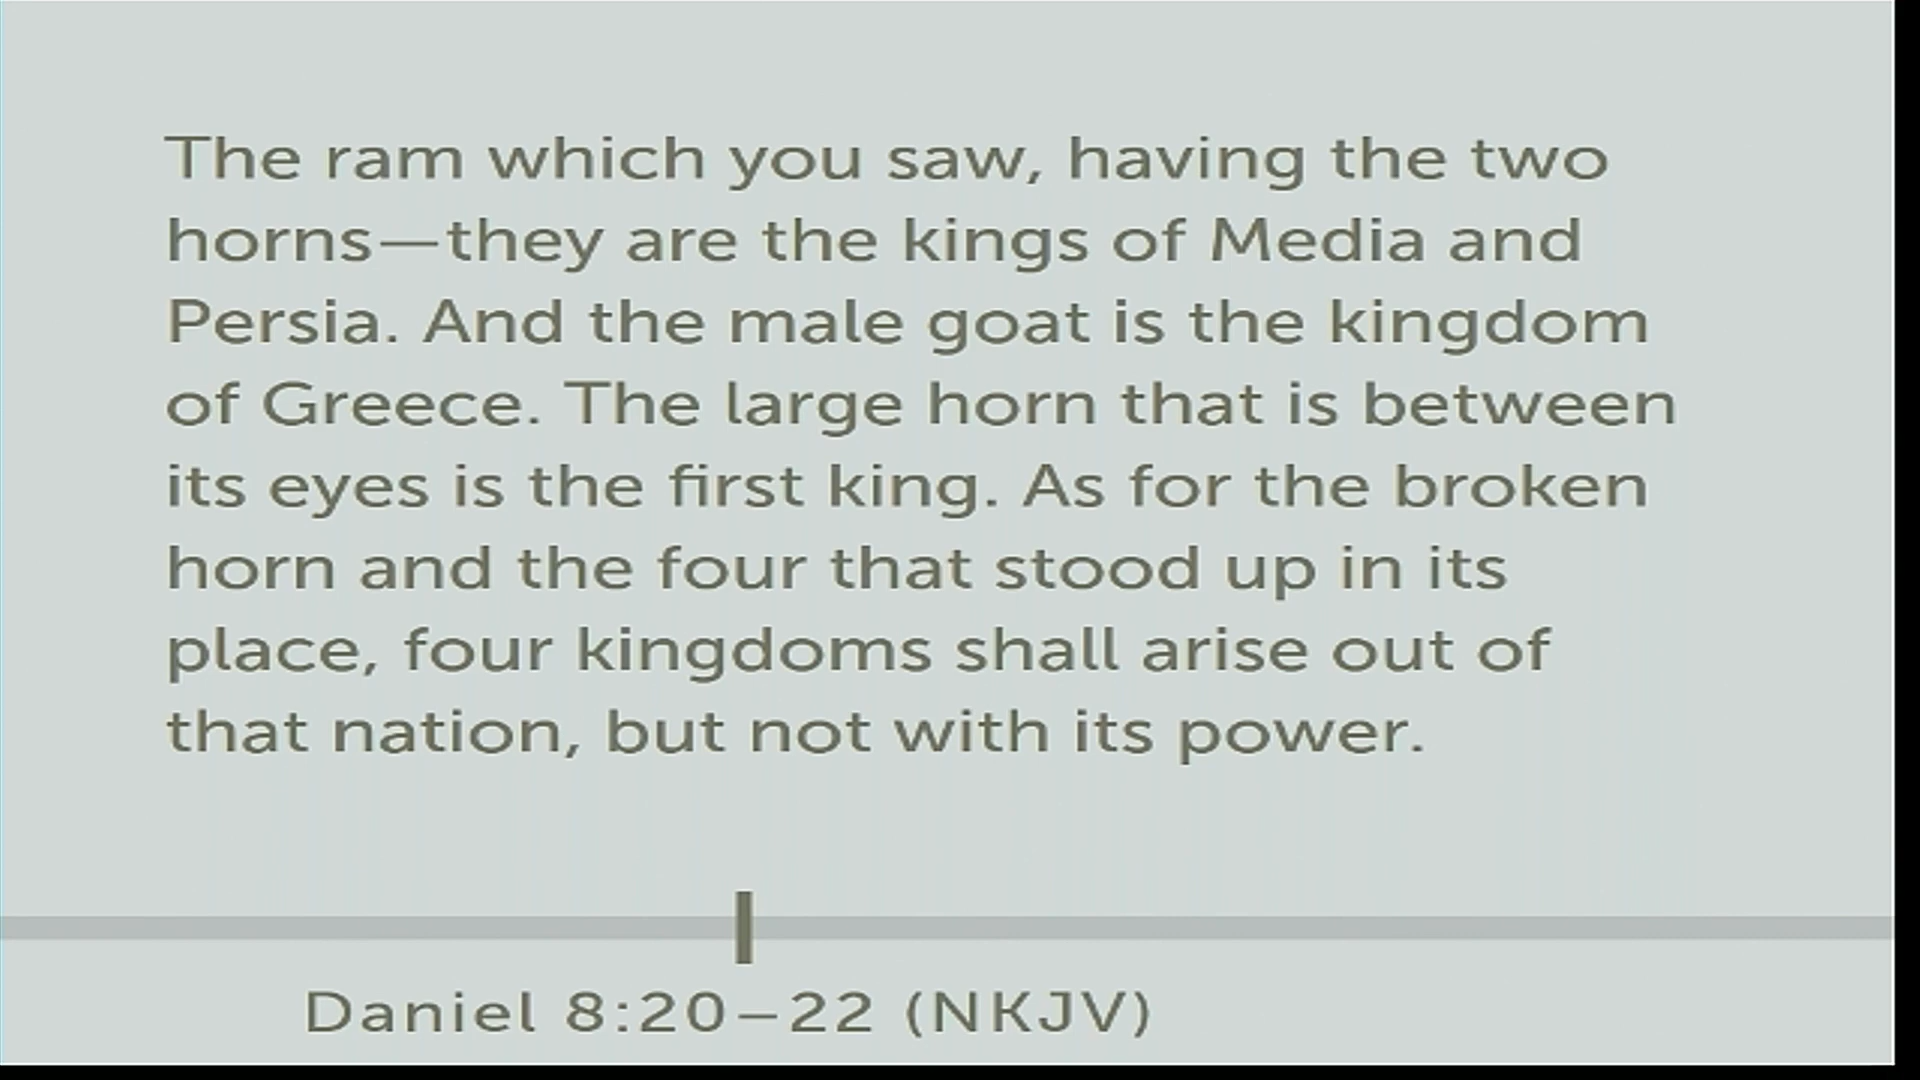 The ram which you saw, having the two
horns—they are the kings of Media and
Persia. And the male goat is the kingdom
of Greece. The large horn that is between
its eyes is the first king. As for the broken
horn and the four that stood up in its
place, four kingdoms shall arise out of
that nation, but not with its power.
Daniel 8:20–22 (NKJV)